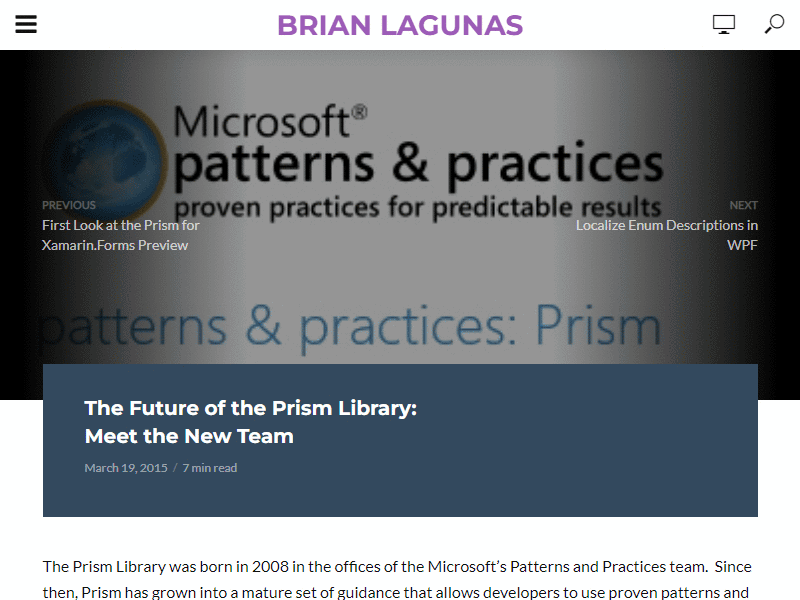 BRIAN LAGUNAS
Microsoft®
patterns & practices
proven practices for predictable results
PREVIOUS
First Look at the Prism for
Xamarin.Forms Preview
NEXT
Localize Enum Descriptions in
WPF
patterns & practices: Prism
The Future of the Prism Library:
Meet the New Team
March 19, 2015 / 7 min read
The Prism Library was born in 2008 in the offices of the Microsoft’s Patterns and Practices team. Since
then, Prism has grown into a mature set of guidance that allows developers to use proven patterns and